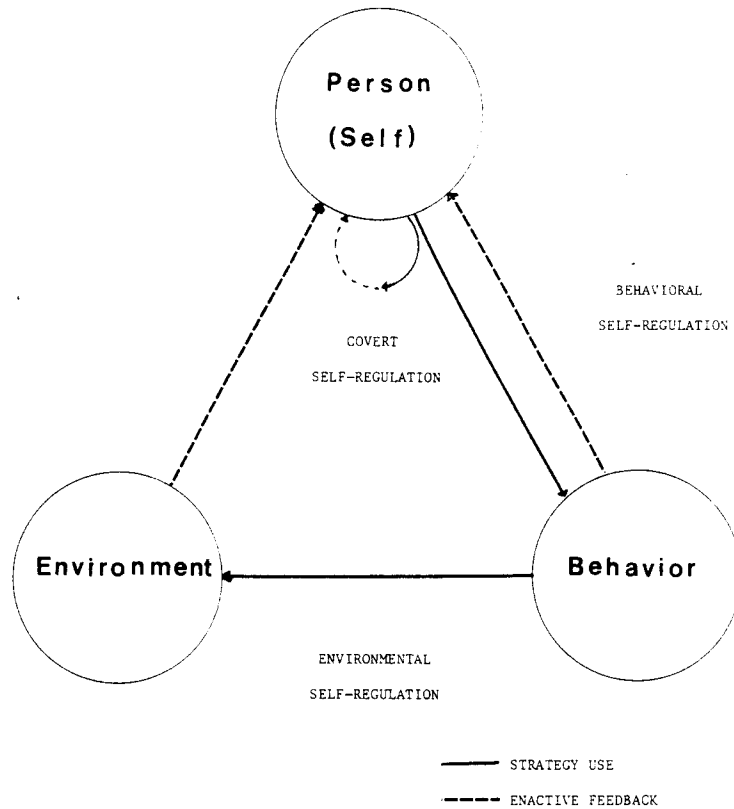 Person
(Self)
BEHAVIORAL
SELF-REGULATION
COVERT
SELF-REGULATION
Environment
Behavior
ENVIRONMENTAL
SELF-REGULATION
STRATEGY USE
ENACTIVE FEEDBACK